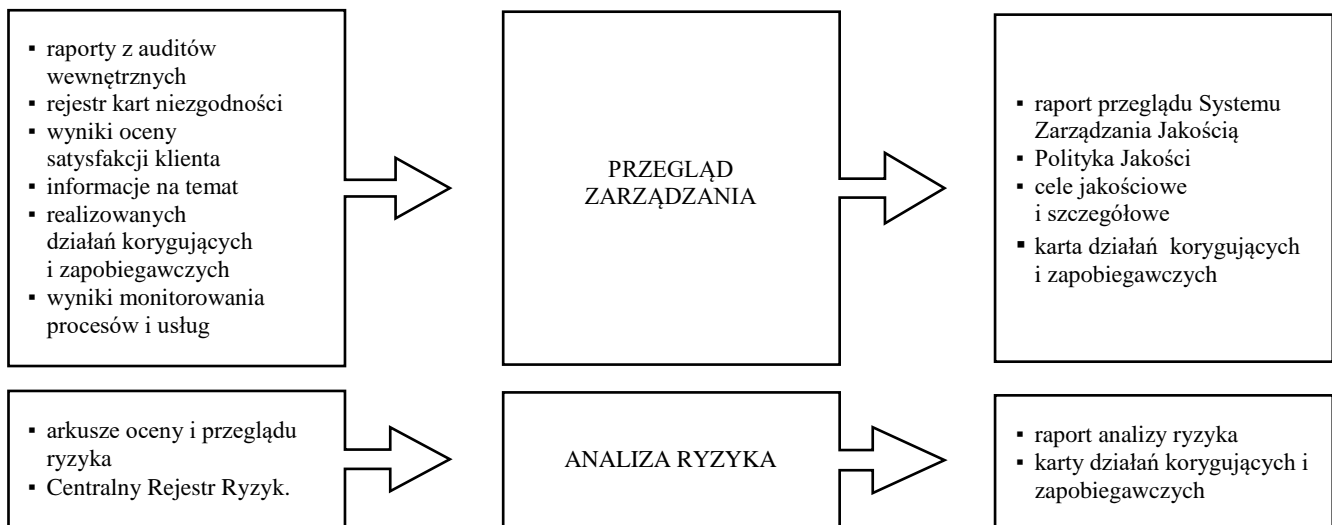 ▪ raporty z auditów
wewnętrznych
▪ rejestr kart niezgodności
▪ wyniki oceny
satysfakcji klienta
▪ informacje na temat
▪ realizowanych
działań korygujących
i zapobiegawczych
▪ wyniki monitorowania
procesów i usług
PRZEGLĄD
ZARZĄDZANIA
▪ raport przeglądu Systemu
Zarządzania Jakością
▪ Polityka Jakości
▪ cele jakościowe
i szczegółowe
▪ karta działań korygujących
i zapobiegawczych
▪ arkusze oceny i przeglądu
ryzyka
▪ Centralny Rejestr Ryzyk.
ANALIZA RYZYKA
▪ raport analizy ryzyka
▪ karty działań korygujących i
zapobiegawczych